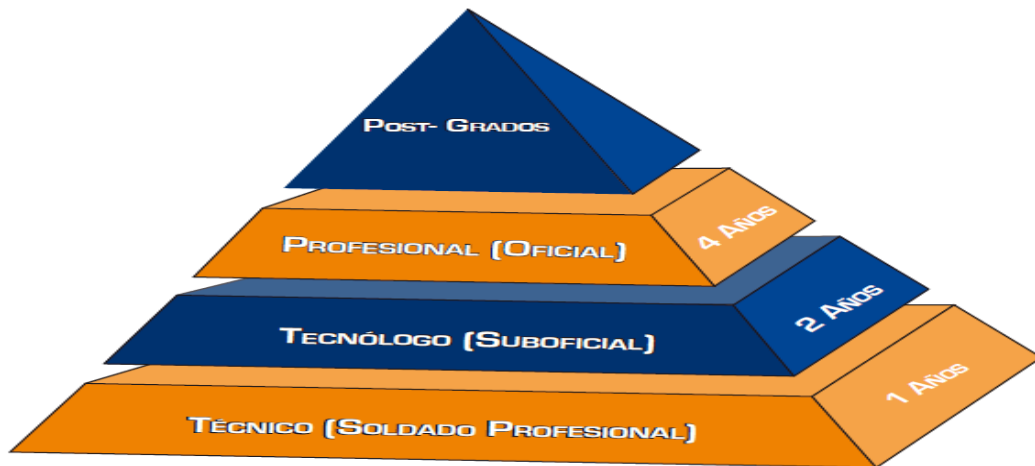 Post- Grados
Profesional (Oficial)
4 Años
Tecnólogo (Suboficial)
2 Años
Técnico (Soldado Profesional)
1 Años